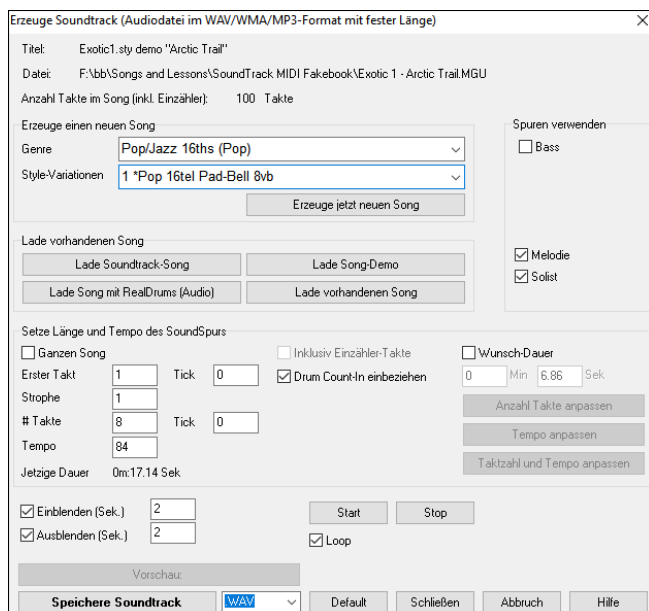 Erzeuge Soundtrack (Audiodatei im WAV/WMA/MP3-Format mit fester Länge)
Titel: Exotic1.sty demo "Arctic Trail"
Datei: F:\bb\Songs and Lessons\SoundTrack MIDI Fakebook\Exotic 1 - Arctic Trail.MGU
Anzahl Takte im Song (inkl. Einzähler): 100 Takte
Erzeuge einen neuen Song
Genre Pop/Jazz 16ths (Pop)
Style-Variationen 1 *Pop 16tel Pad-Bell 8vb
Erzeuge jetzt neuen Song
Spuren verwenden
Bass
Melodie
Solist
Lade vorhandenen Song
Lade Soundtrack-Song Lade Song-Demo
Lade Song mit RealDrums (Audio) Lade vorhandenen Song
Setze Länge und Tempo des SoundSpurs
Ganzen Song Inklusiv Einzähler-Takte Wunsch-Dauer
Erster Takt 1 Tick 0 Drum Count-In einbeziehen 0 Min 6.86 Sek
Strophe 1 Anzahl Takte anpassen
# Takte 8 Tick 0 Tempo anpassen
Tempo 84 Taktzahl und Tempo anpassen
Jetzige Dauer 0m:17.14 Sek
Einblenden (Sek.) 2 Start Stop
Ausblenden (Sek.) 2 Loop
Vorschau:
Speichere Soundtrack .WAV Default Schließen Abbruch Hilfe